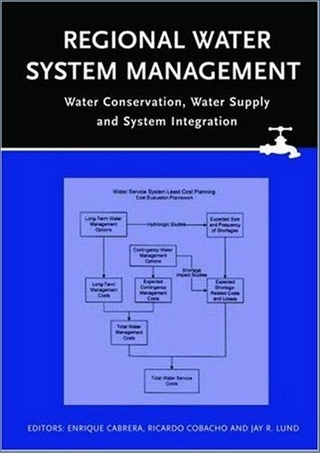 REGIONAL WATER
SYSTEM MANAGEMENT
Water Conservation, Water Supply
and System Integration
Water Service System Least-Cost Planning
Cost Evaluation Framework
Long-Term Water
Management
Options
Hydrologic Studies
Expected Size
and Frequency
of Shortages
Contingency Water
Management
Options
Shortage
Impact Studies
Long-Term
Management
Costs
Expected
Contingency
Management
Costs
Expected
Shortage-
Related Costs
and Losses
Total Water
Management
Costs
Total Water Service
Costs
EDITORS: ENRIQUE CABRERA, RICARDO COBACHO AND JAY R. LUND